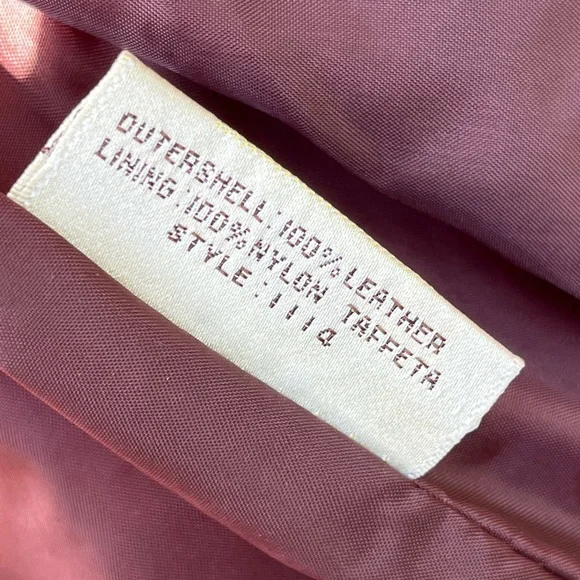 OUTERSHELL:100%LEATHER
LINING:100%NYLON TAFFETA
STYLE:1114